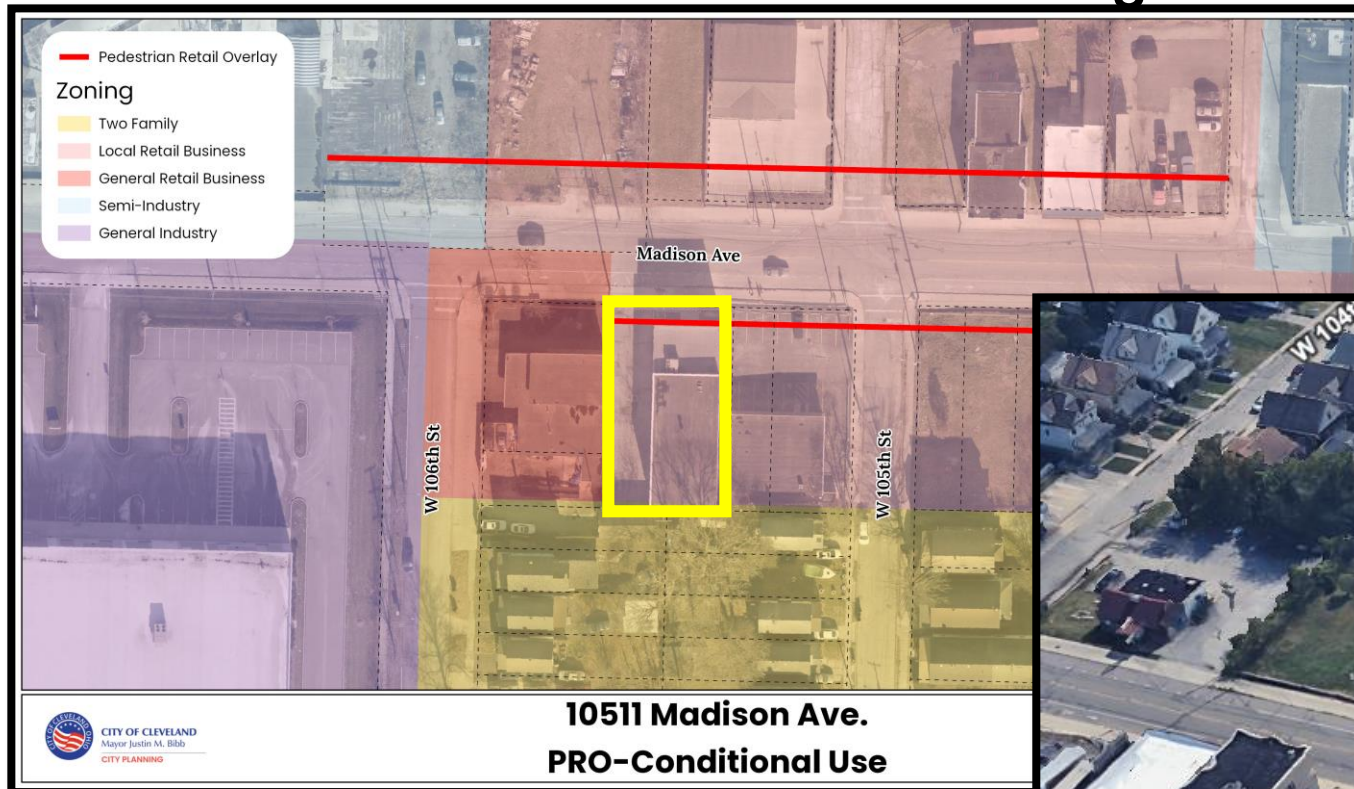 Pedestrian Retail Overlay
Zoning
Two Family
Local Retail Business
General Retail Business
Semi-Industry
General Industry
Madison Ave
W 106th St
W 105th St
W 104th
CITY OF CLEVELAND
Mayor Justin M. Bibb
CITY PLANNING
10511 Madison Ave.
PRO-Conditional Use